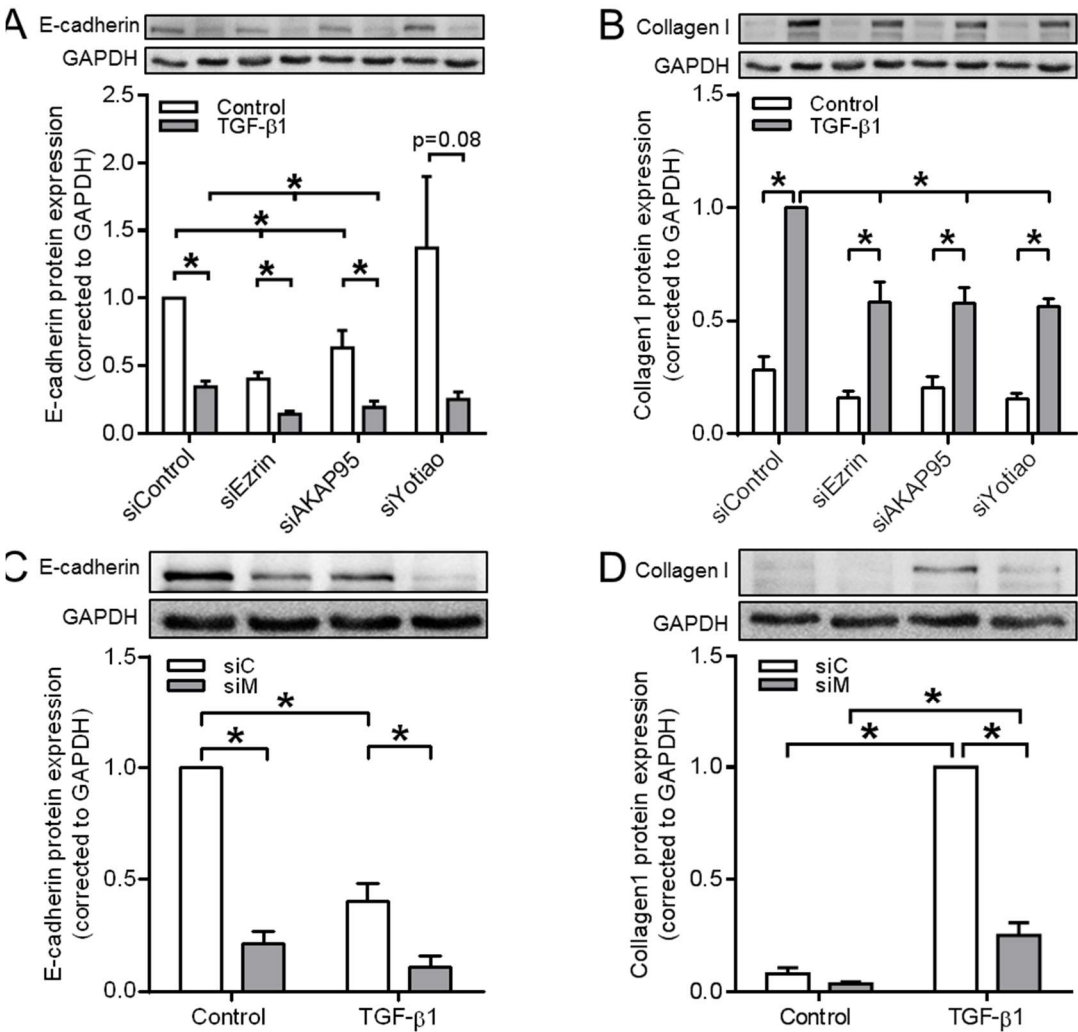 A
E-cadherin
GAPDH
E-cadherin protein expression
(corrected to GAPDH)
2.5
2.0
1.5
1.0
0.5
0.0
Control
TGF-β1
*
*
*
*
*
p=0.08
siControl
siEzrin
siAKAP95
siYotiao
B
Collagen I
GAPDH
Collagen1 protein expression
(corrected to GAPDH)
1.5
1.0
0.5
0.0
Control
TGF-β1
*
*
*
*
*
siControl
siEzrin
siAKAP95
siYotiao
C
E-cadherin
GAPDH
E-cadherin protein expression
(corrected to GAPDH)
1.5
1.0
0.5
0.0
siC
siM
*
*
*
Control
TGF-β1
D
Collagen I
GAPDH
Collagen1 protein expression
(corrected to GAPDH)
1.5
1.0
0.5
0.0
siC
siM
*
*
*
Control
TGF-β1